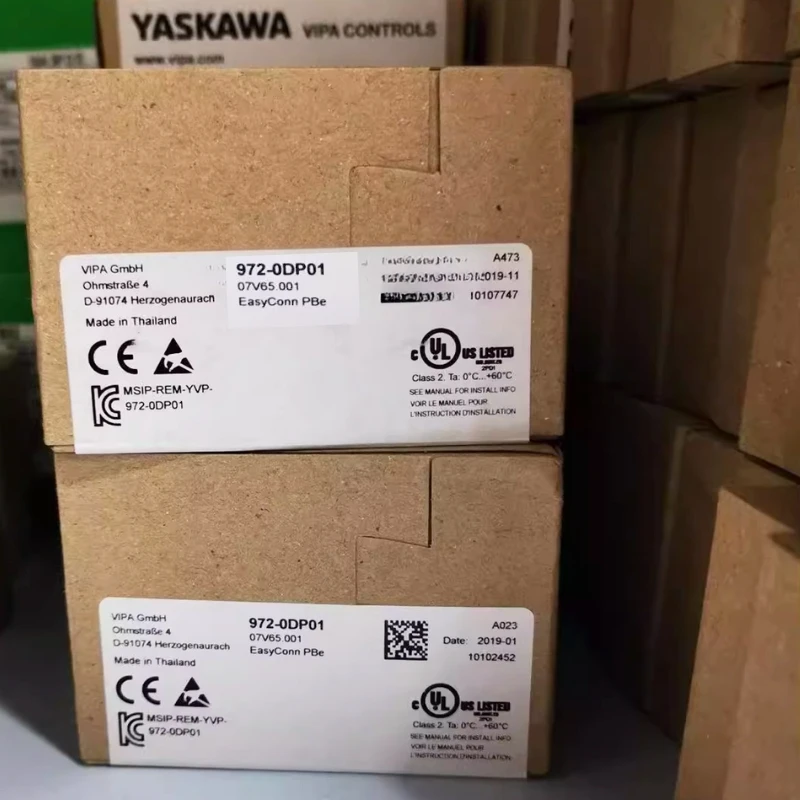 YASKAWA VIPA CONTROLS
www.vipa.com
VIPA GmbH
Ohmstraße 4
D-91074 Herzogenaurach
Made in Thailand
972-0DP01
07V65.001
EasyConn PBe
A473
2019-11
10107747
CE
MSIP-REM-YVP-
972-0DP01
c UL US LISTED
Class 2. Ta: 0°C...+60°C
SEE MANUAL FOR INSTALL INFO
VOIR LE MANUEL POUR
L'INSTRUCTION D'INSTALLATION
VIPA GmbH
Ohmstraße 4
D-91074 Herzogenaurach
Made in Thailand
972-0DP01
07V65.001
EasyConn PBe
A023
Date: 2019-01
10102452
CE
MSIP-REM-YVP-
972-0DP01
c UL US LISTED
Class 2. Ta: 0°C...+60°C
SEE MANUAL FOR INSTALL INFO
VOIR LE MANUEL POUR
L'INSTRUCTION D'INSTALLATION